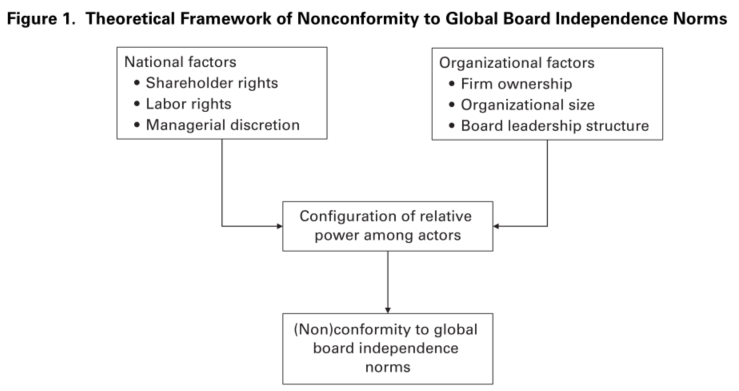 Figure 1. Theoretical Framework of Nonconformity to Global Board Independence Norms
National factors
• Shareholder rights
• Labor rights
• Managerial discretion
Organizational factors
• Firm ownership
• Organizational size
• Board leadership structure
Configuration of relative
power among actors
(Non)conformity to global
board independence
norms